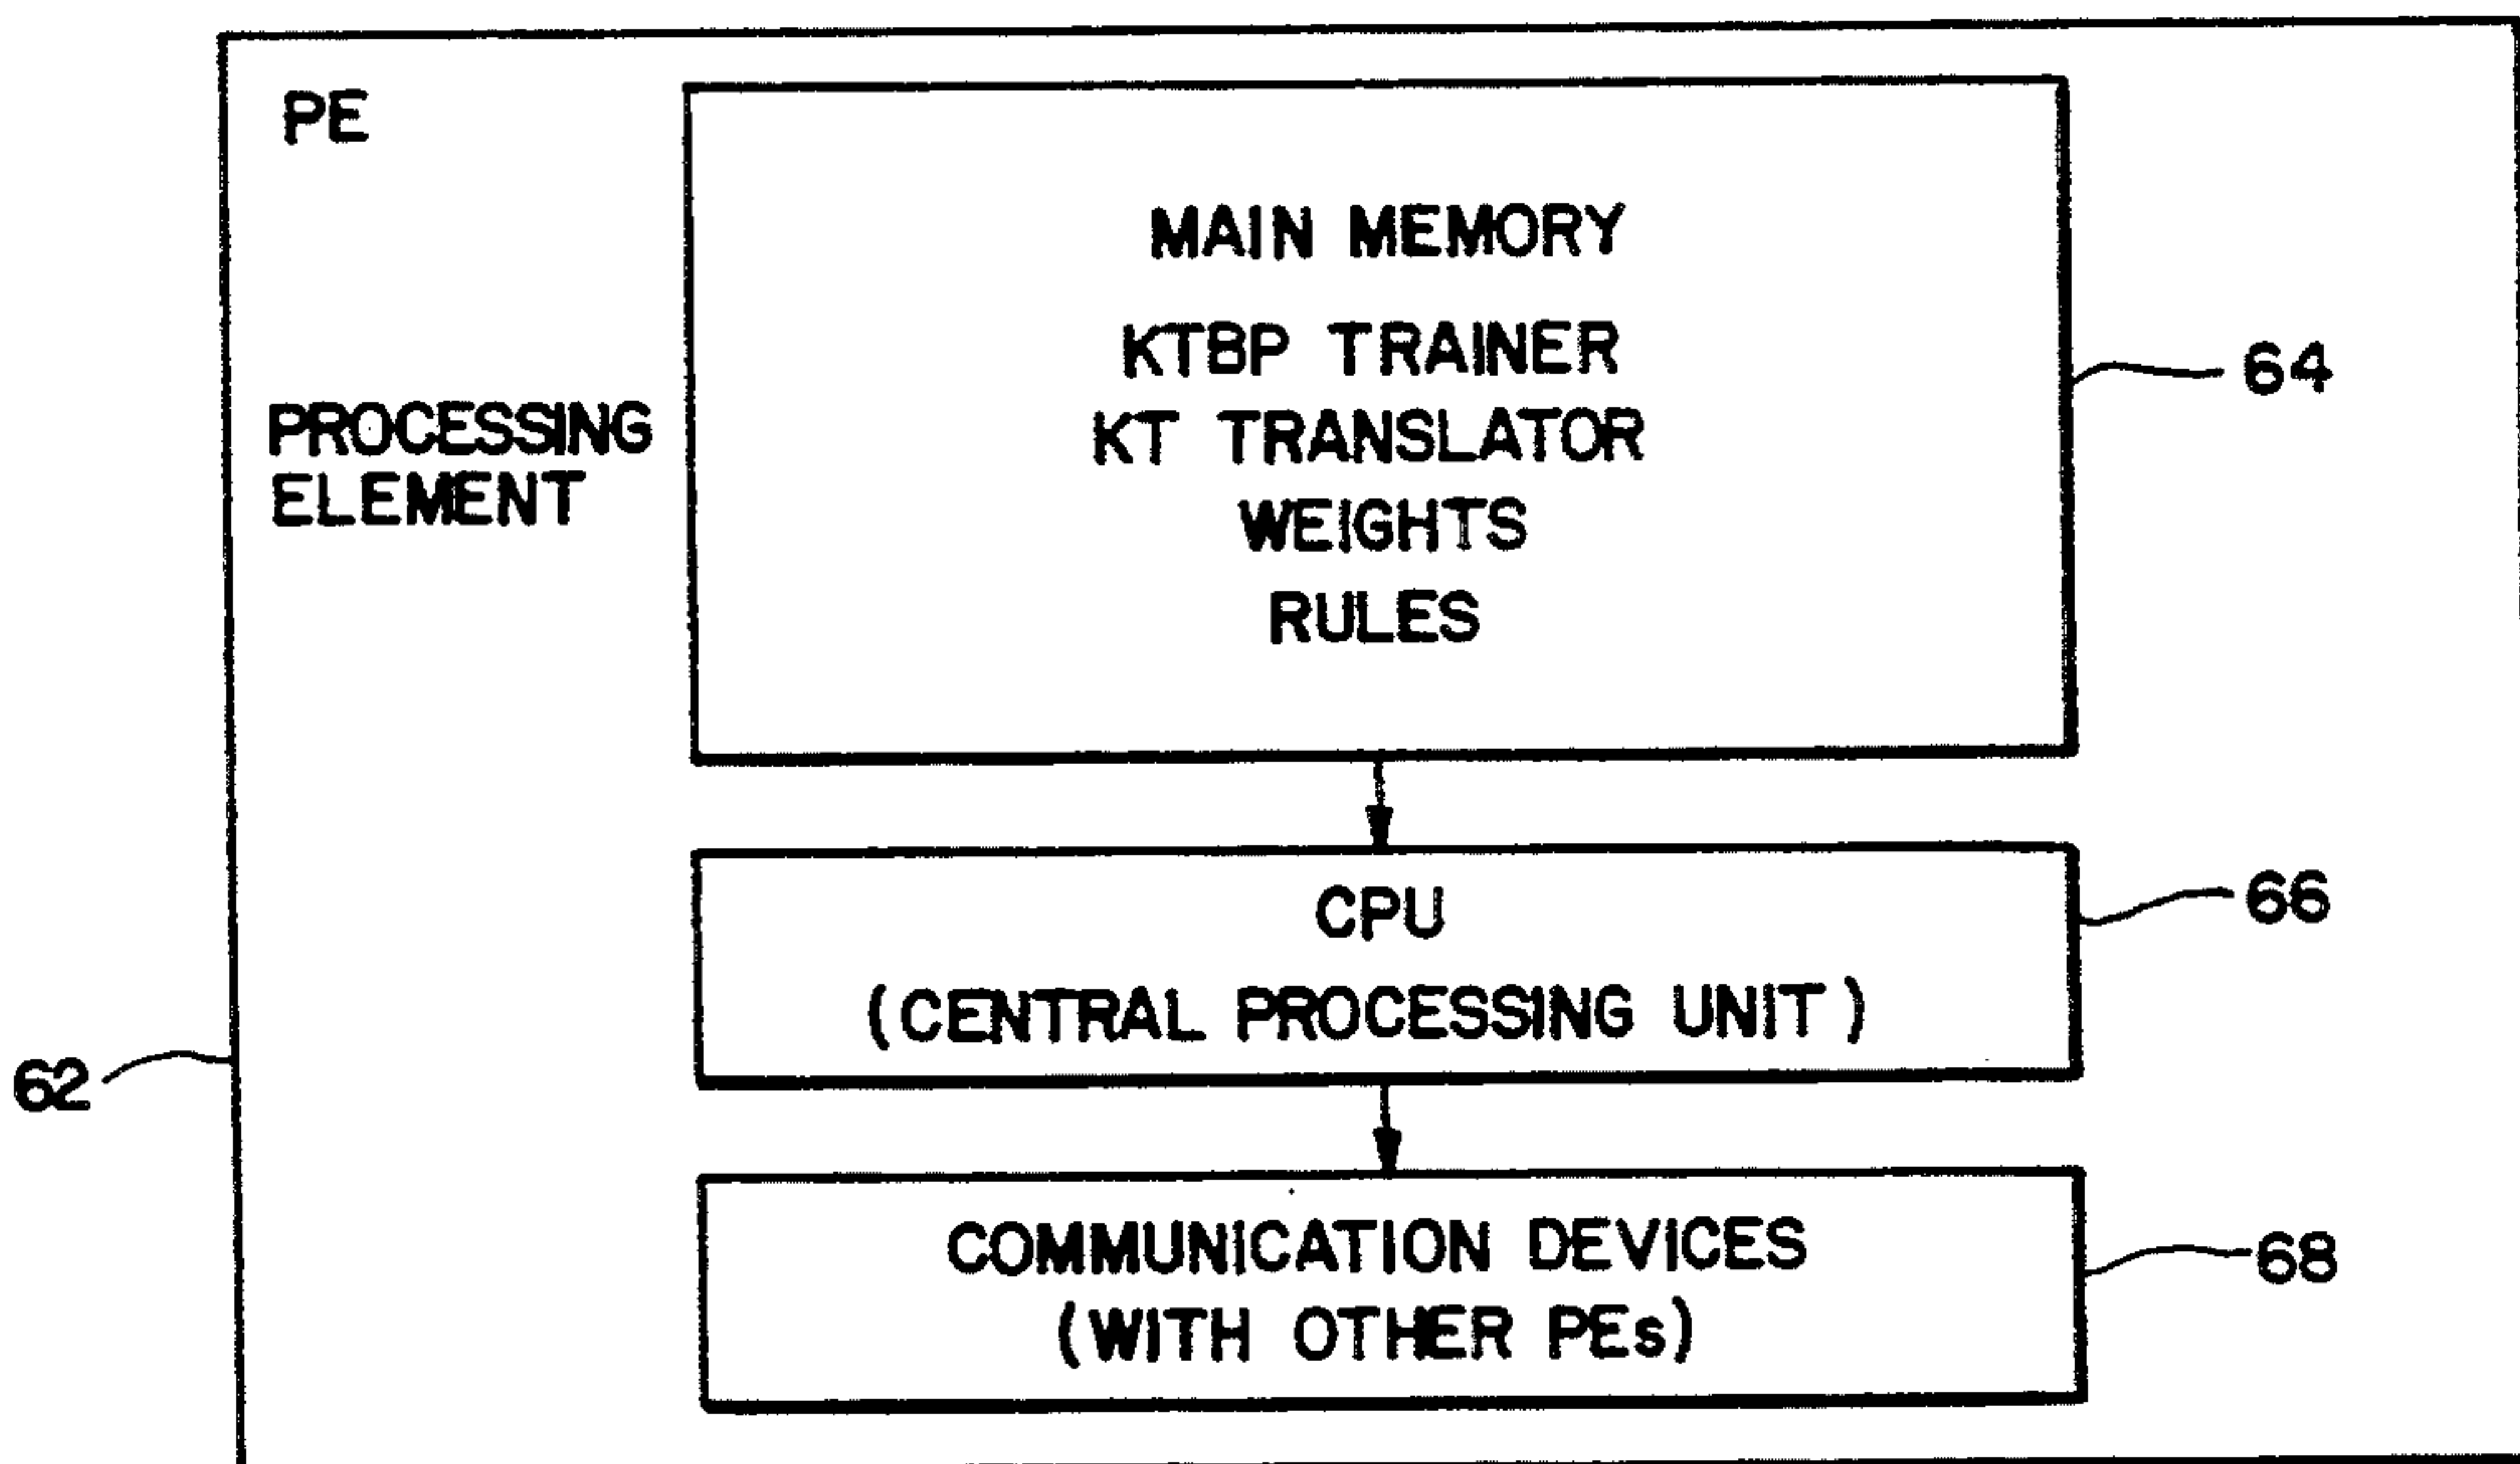 PE
PROCESSING
ELEMENT
MAIN MEMORY
KTBP TRAINER
KT TRANSLATOR
WEIGHTS
RULES
64
CPU
(CENTRAL PROCESSING UNIT)
66
62
COMMUNICATION DEVICES
(WITH OTHER PEs)
68